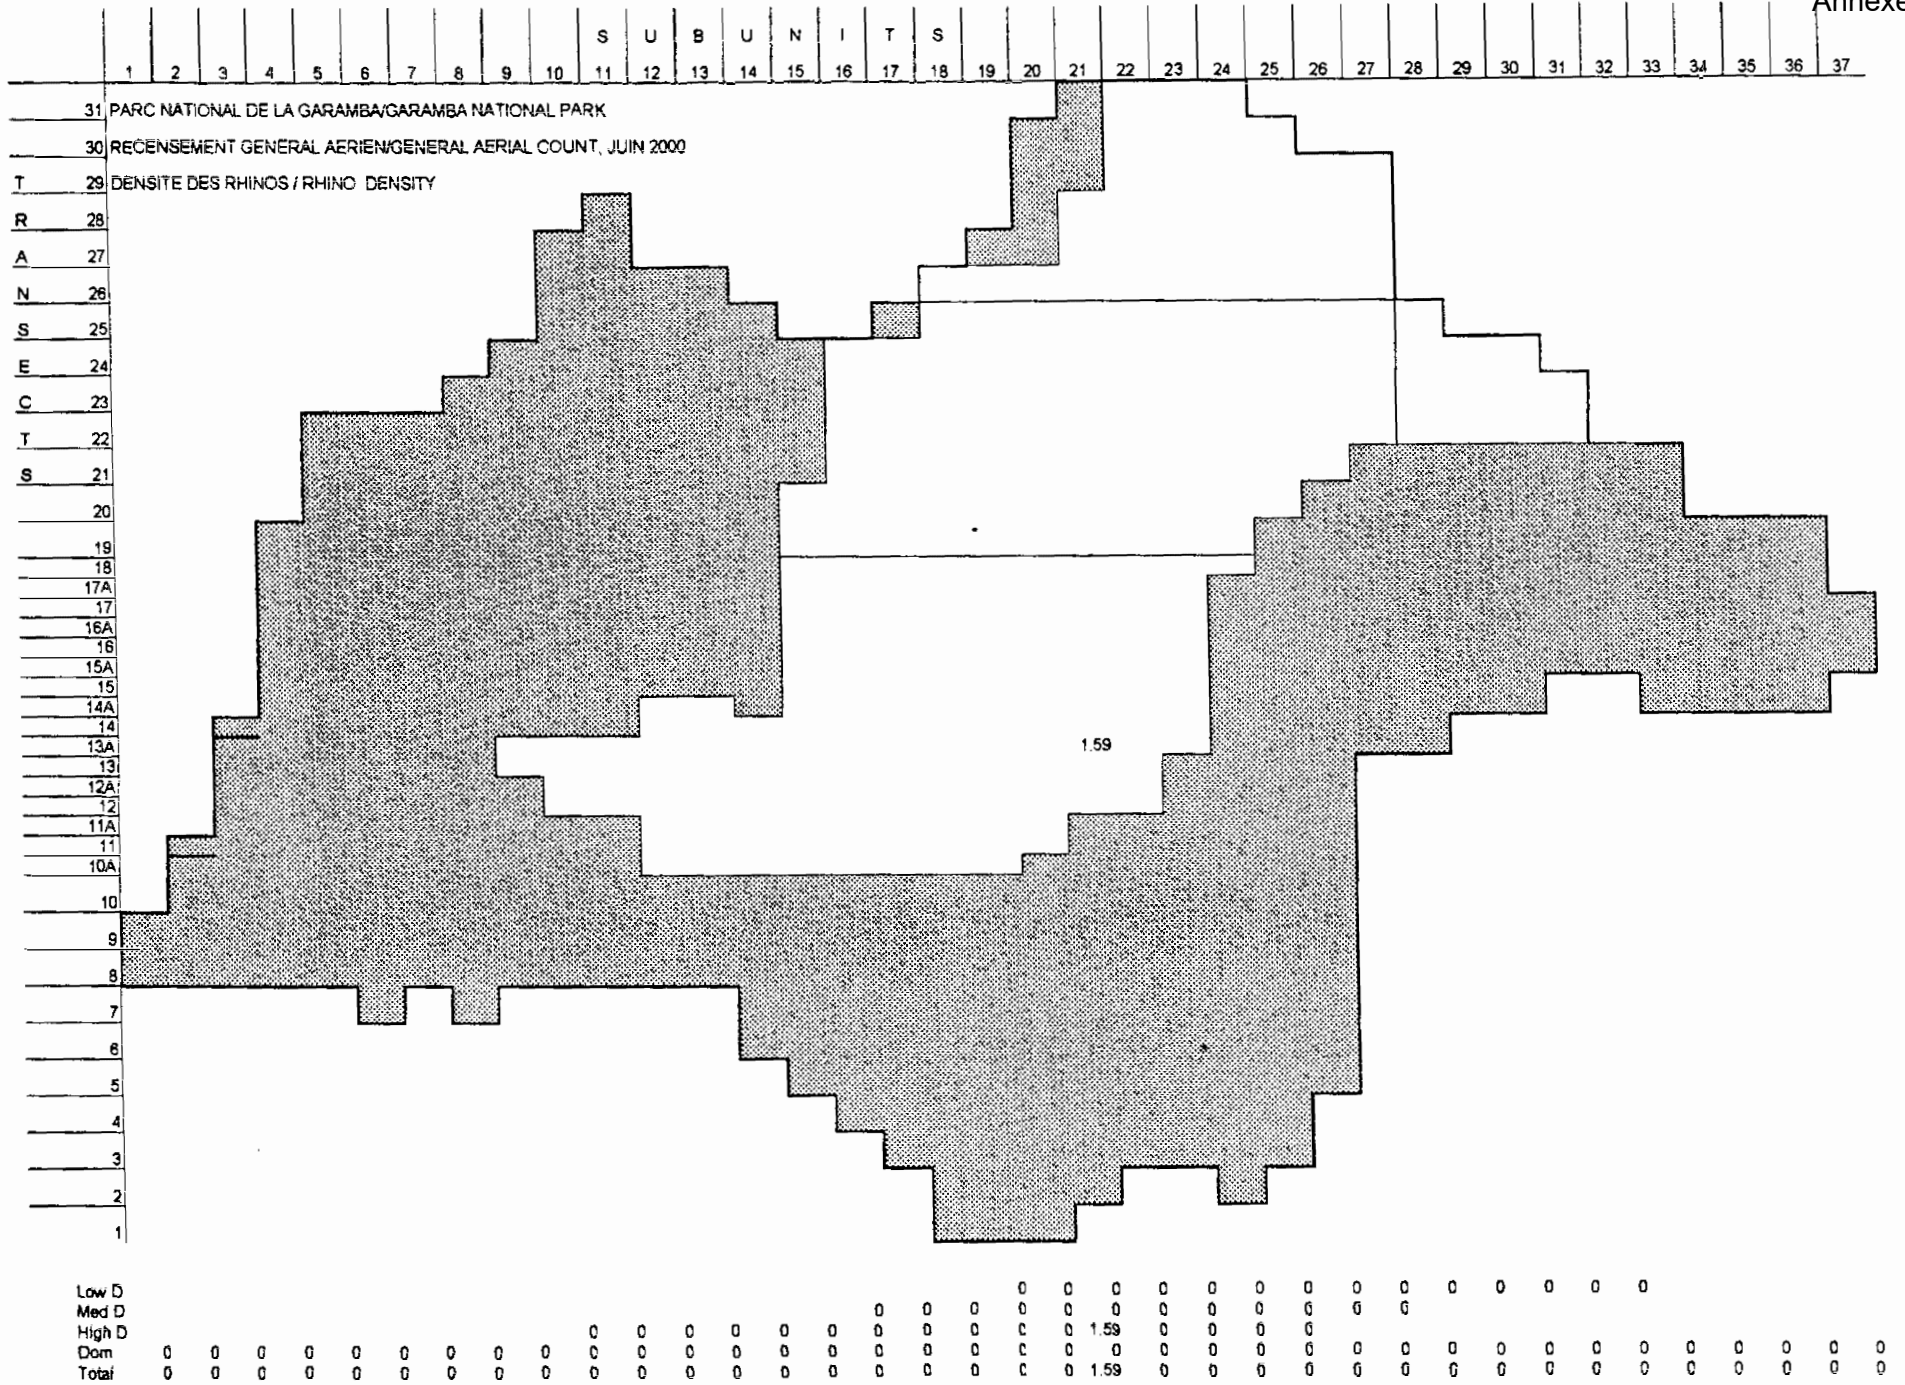 Annexe
S U B U N I T S
1 2 3 4 5 6 7 8 9 10 11 12 13 14 15 16 17 18 19 20 21 22 23 24 25 26 27 28 29 30 31 32 33 34 35 36 37
31 PARC NATIONAL DE LA GARAMBA/GARAMBA NATIONAL PARK
30 RECENSEMENT GENERAL AERIEN/GENERAL AERIAL COUNT, JUIN 2000
T 29 DENSITE DES RHINOS / RHINO DENSITY
R 28
A 27
N 26
S 25
E 24
C 23
T 22
S 21
20
19
18
17A
17
16A
16
15A
15
14A
14
13A 1.59
13
12A
12
11A
11
10A
10
9
8
7
6
5
4
3
2
1
Low D 0 0 0 0 0 0 0 0 0 0 0 0 0 0
Med D 0 0 0 0 0 0 0 0 0 0 0 0
High D 0 0 0 0 0 0 0 0 0 0 0 1.59 0 0 0 0
Dom 0 0 0 0 0 0 0 0 0 0 0 0 0 0 0 0 0 0 0 0 0 0 0 0 0 0 0 0 0 0 0 0 0 0 0 0 0
Total 0 0 0 0 0 0 0 0 0 0 0 0 0 0 0 0 0 0 0 0 1.59 0 0 0 0 0 0 0 0 0 0 0 0 0 0 0 0